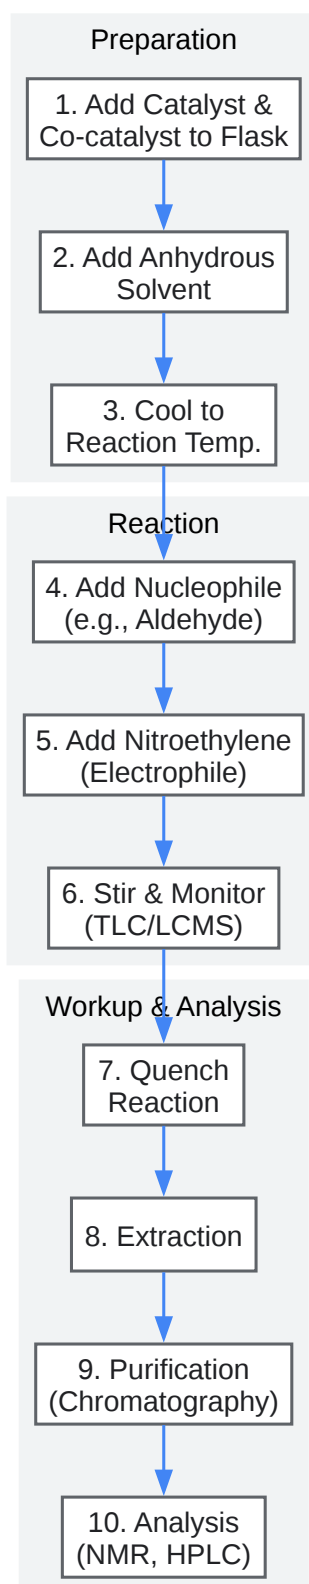 Preparation
1. Add Catalyst &
Co-catalyst to Flask
2. Add Anhydrous
Solvent
3. Cool to
Reaction Temp.
Reaction
4. Add Nucleophile
(e.g., Aldehyde)
5. Add Nitroethylene
(Electrophile)
6. Stir & Monitor
(TLC/LCMS)
Workup & Analysis
7. Quench
Reaction
8. Extraction
9. Purification
(Chromatography)
10. Analysis
(NMR, HPLC)